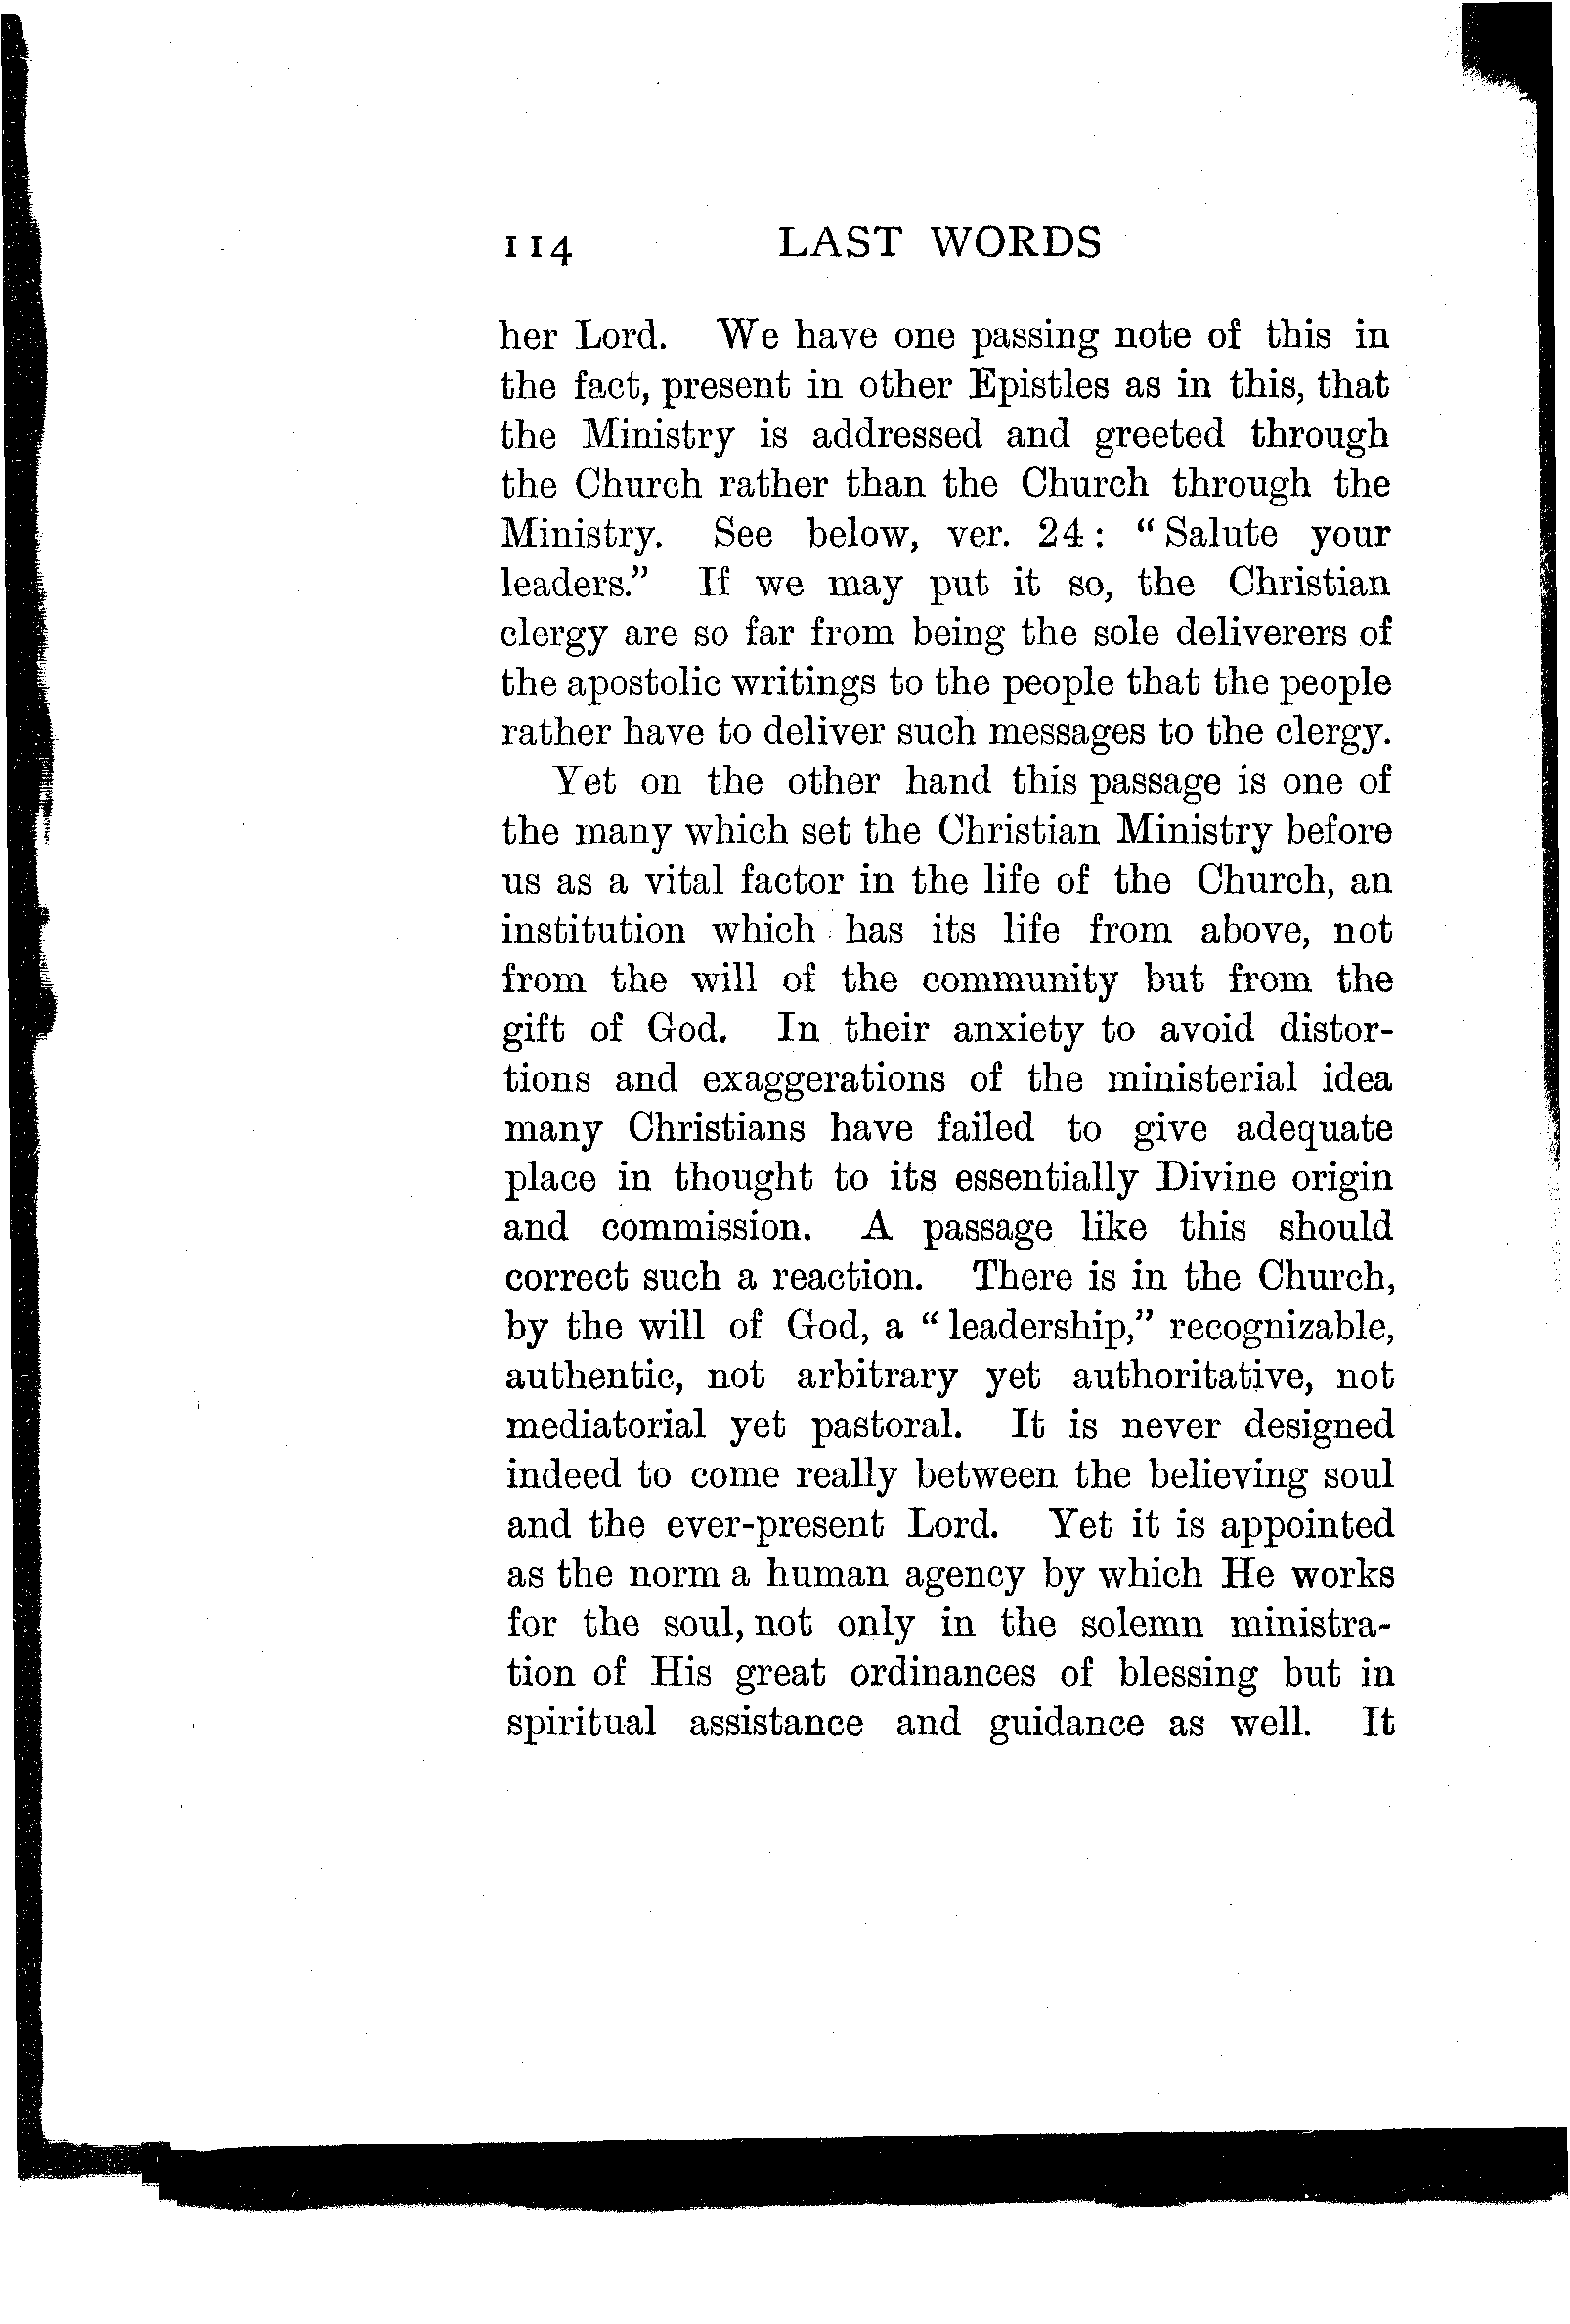 114 LAST WORDS
her Lord. We have one passing note of this in
the fact, present in other Epistles as in this, that
the Ministry is addressed and greeted through
the Church rather than the Church through the
Ministry. See below, ver. 24: “Salute your
leaders.” If we may put it so, the Christian
clergy are so far from being the sole deliverers of
the apostolic writings to the people that the people
rather have to deliver such messages to the clergy.
Yet on the other hand this passage is one of
the many which set the Christian Ministry before
us as a vital factor in the life of the Church, an
institution which has its life from above, not
from the will of the community but from the
gift of God. In their anxiety to avoid distor-
tions and exaggerations of the ministerial idea
many Christians have failed to give adequate
place in thought to its essentially Divine origin
and commission. A passage like this should
correct such a reaction. There is in the Church,
by the will of God, a “leadership,” recognizable,
authentic, not arbitrary yet authoritative, not
mediatorial yet pastoral. It is never designed
indeed to come really between the believing soul
and the ever-present Lord. Yet it is appointed
as the norm a human agency by which He works
for the soul, not only in the solemn ministra-
tion of His great ordinances of blessing but in
spiritual assistance and guidance as well. It